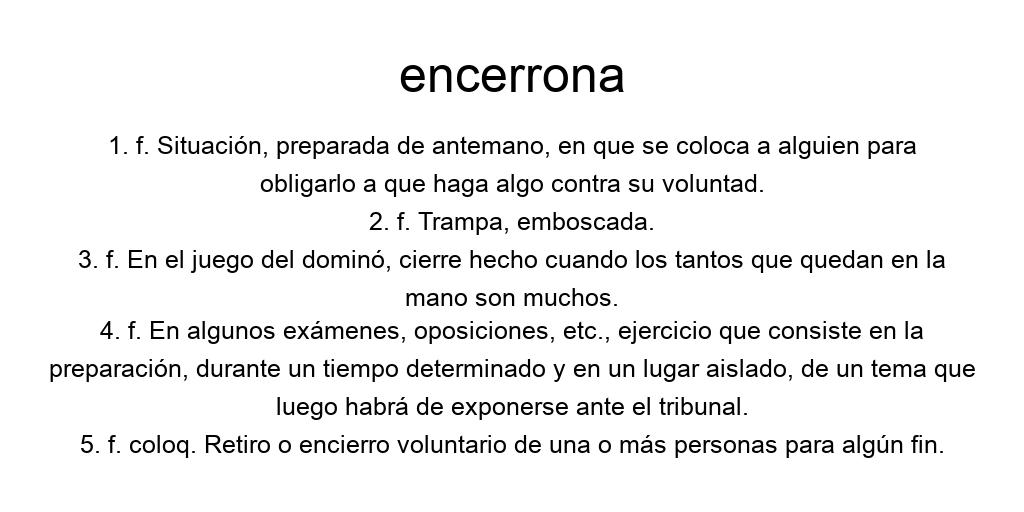 encerrona
1. f. Situación, preparada de antemano, en que se coloca a alguien para
obligarlo a que haga algo contra su voluntad.
2. f. Trampa, emboscada.
3. f. En el juego del dominó, cierre hecho cuando los tantos que quedan en la
mano son muchos.
4. f. En algunos exámenes, oposiciones, etc., ejercicio que consiste en la
preparación, durante un tiempo determinado y en un lugar aislado, de un tema que
luego habrá de exponerse ante el tribunal.
5. f. coloq. Retiro o encierro voluntario de una o más personas para algún fin.